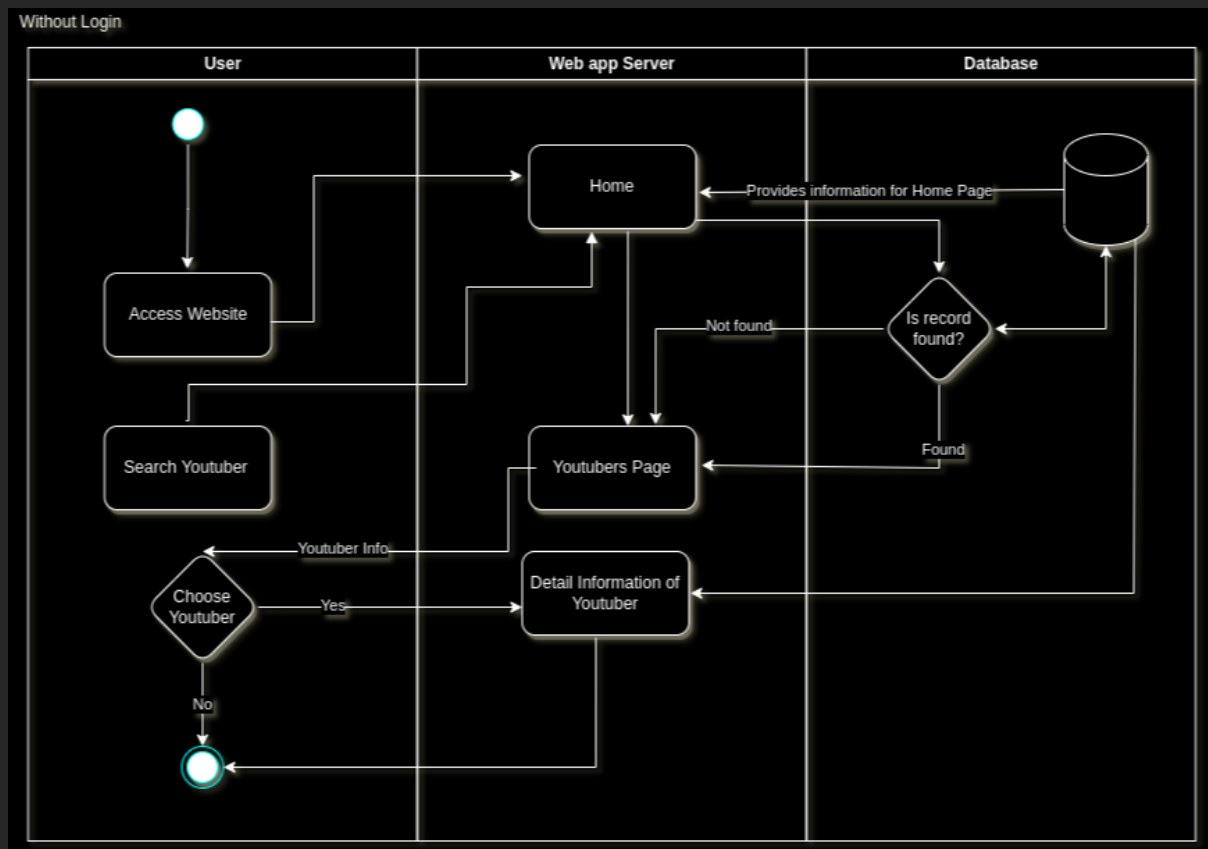 Without Login
User
Web app Server
Database
Home
Provides information for Home Page
Access Website
Is record
found?
Not found
Search Youtuber
Youtubers Page
Found
Youtuber Info
Choose
Youtuber
Yes
Detail Information of
Youtuber
No